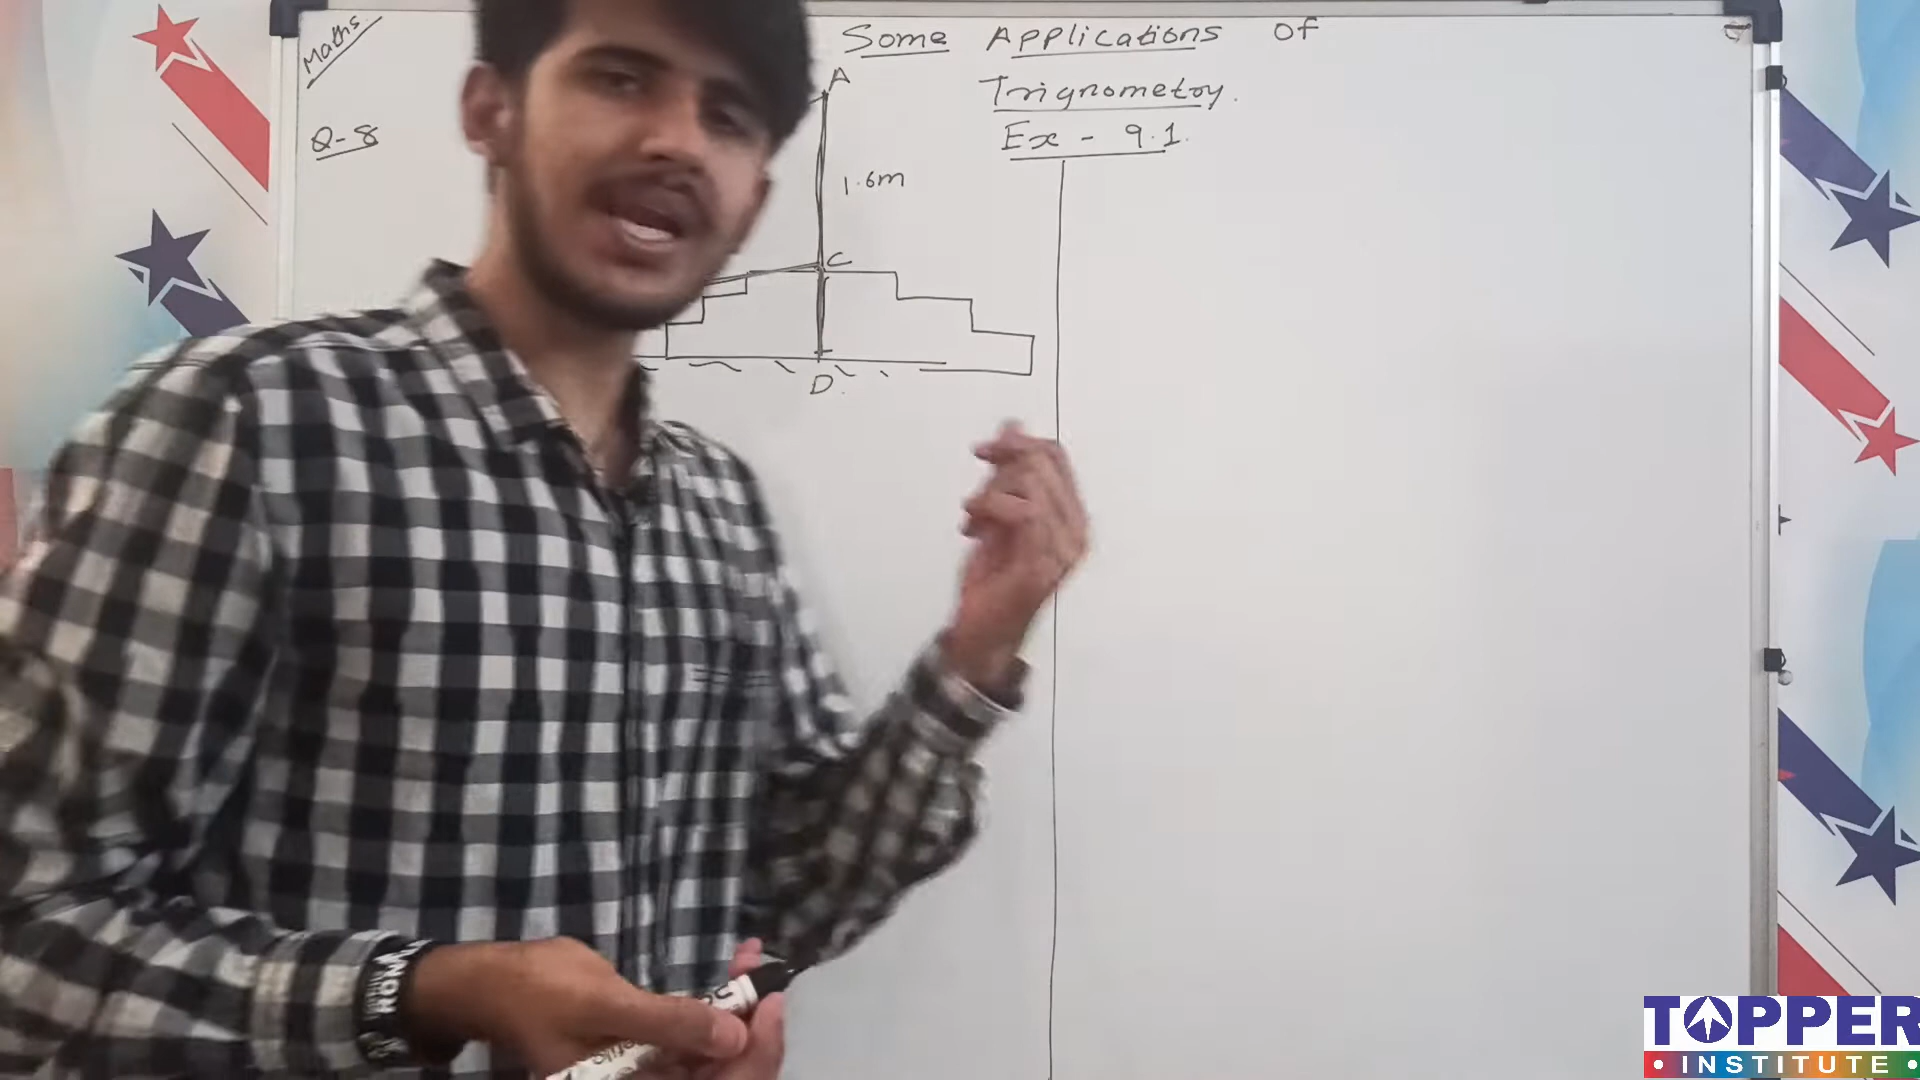 Maths
Some Applications Of
Trignometry.
Ex - 9.1.
Q-8
A
1.6m
C
D
TOPPER
INSTITUTE